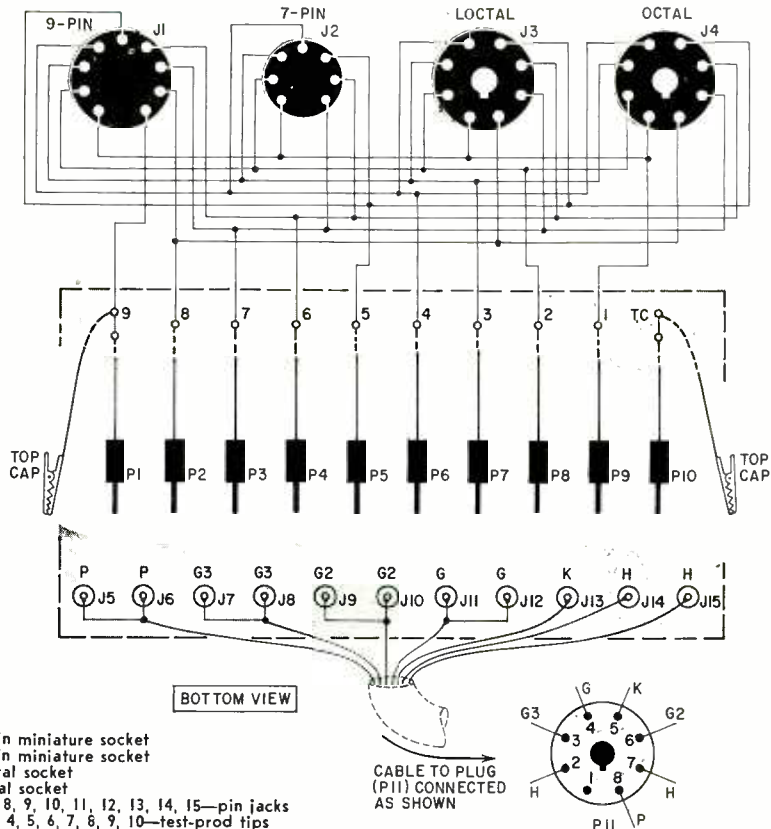 9-PIN J1
7-PIN J2
LOCTAL J3
OCTAL J4
9 8 7 6 5 4 3 2 1 TC
TOP CAP
P1 P2 P3 P4 P5 P6 P7 P8 P9 P10
TOP CAP
P P G3 G3 G2 G2 G G K H H
J5 J6 J7 J8 J9 J10 J11 J12 J13 J14 J15
BOTTOM VIEW
CABLE TO PLUG
(P11) CONNECTED
AS SHOWN
G K
G3 4 5 G2
3 6
2 7
H 1 8 H
P11 P
n miniature socket
n miniature socket
al socket
al socket
8, 9, 10, 11, 12, 13, 14, 15—pin jacks
4, 5, 6, 7, 8, 9, 10—test-prod tips